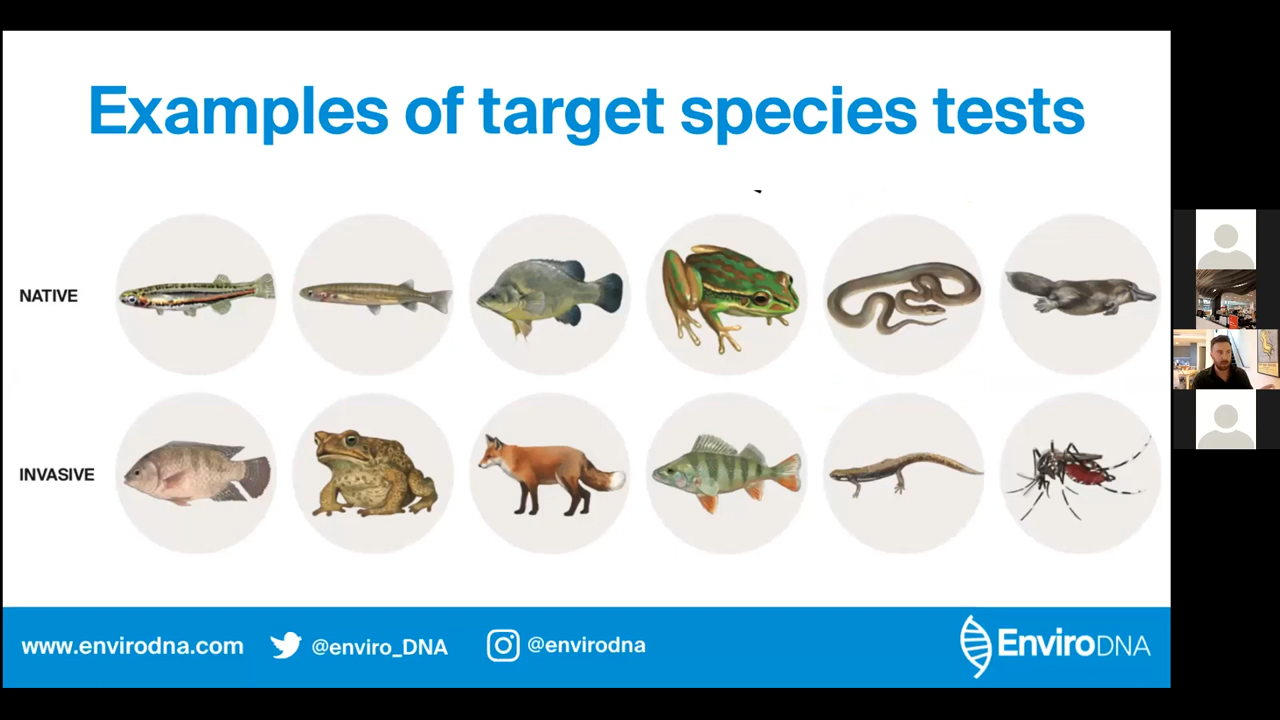 Examples of target species tests
NATIVE
INVASIVE
www.envirodna.com @enviro_DNA @envirodna EnviroDNA